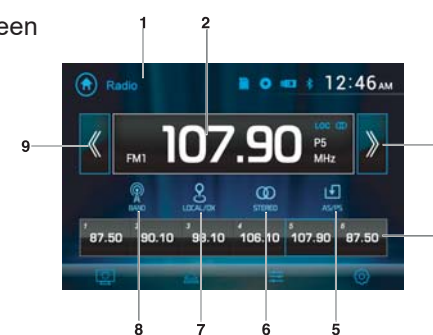 een
1 2
Radio 12:46AM
LOC
9
FM1 107.90 P5
MHz
BAND LOCAL/DX STEREO AS/PS
1 2 3 4 5 6
87.50 90.10 98.10 106.10 107.90 87.50
8 7 6 5